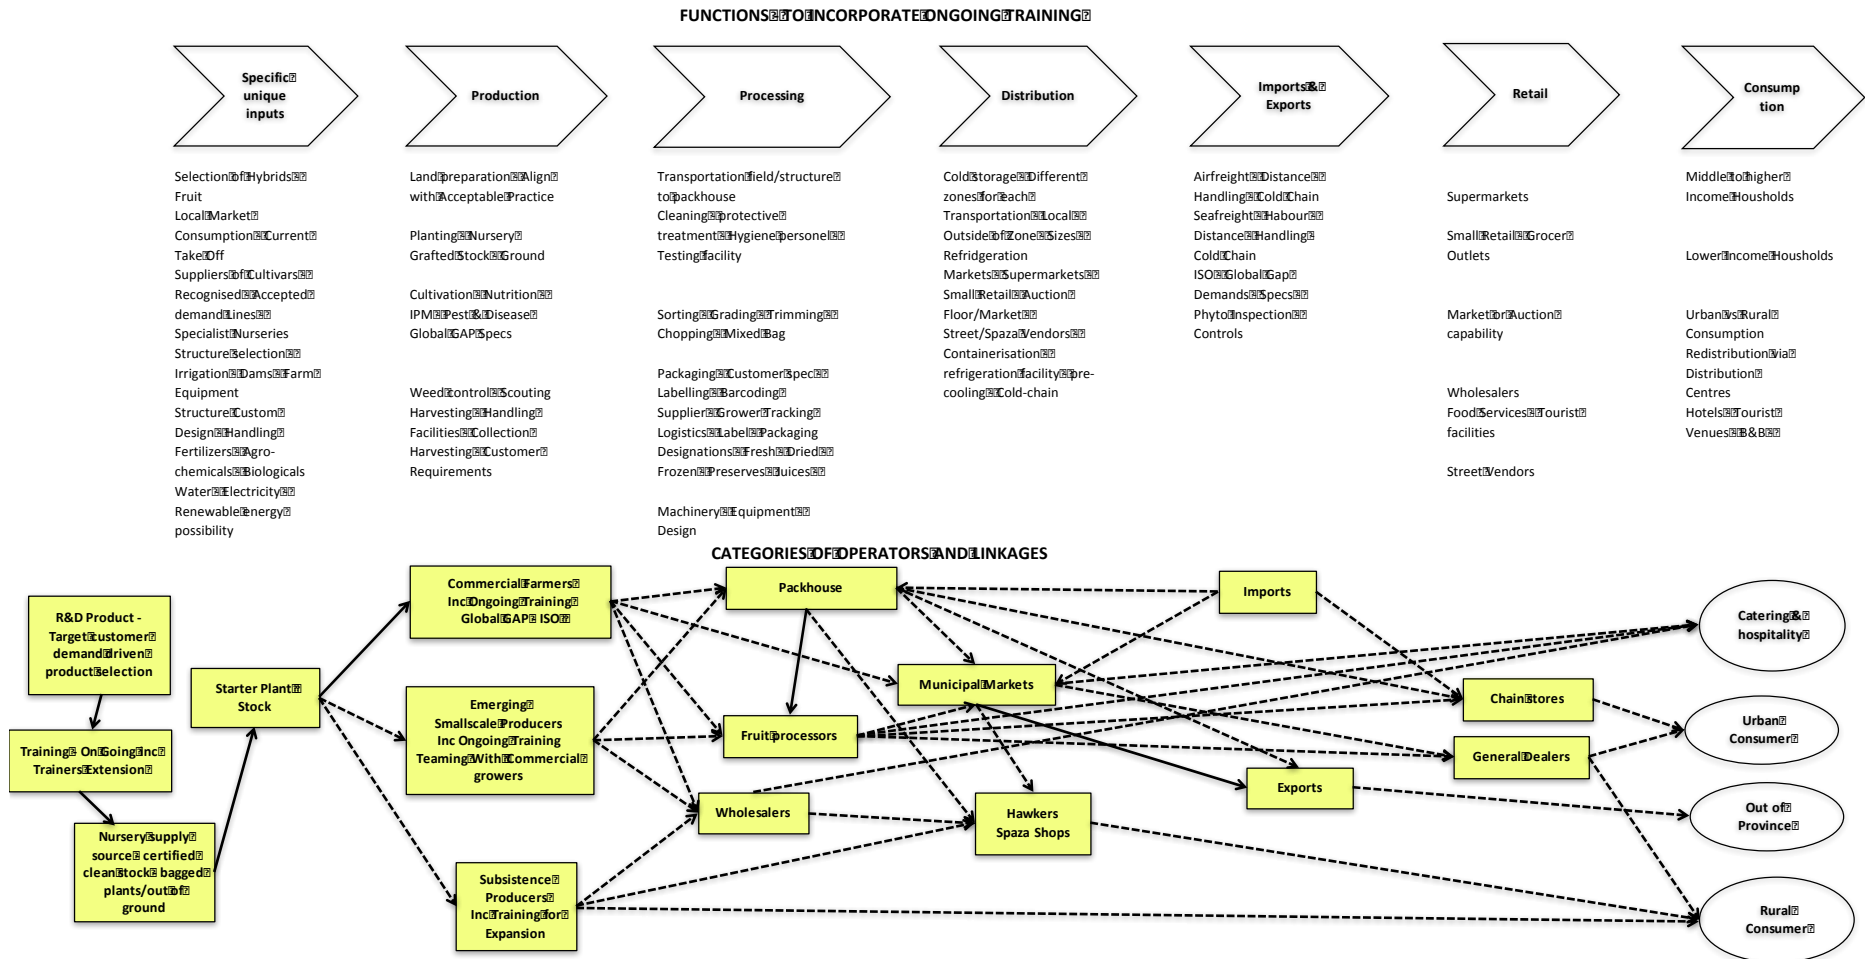 FUNCTIONS TO INCORPORATE ONGOING TRAINING
Specific
unique
inputs
Production
Processing
Distribution
Imports &
Exports
Retail
Consump
tion
Selection of Hybrids
Fruit
Local Market
Consumption Current
Take Off
Suppliers of Cultivars
Recognised Accepted
demand Lines
Specialist Nurseries
Structure selection
Irrigation Dams Farm
Equipment
Structure Custom
Design Handling
Fertilizers Agro-
chemicals Biologicals
Water Electricity
Renewable energy
possibility
Land preparation Align
with Acceptable Practice
Planting Nursery
Grafted Stock Ground
Cultivation Nutrition
IPM Pest & Disease
Global GAP Specs
Weed control Scouting
Harvesting Handling
Facilities Collection
Harvesting Customer
Requirements
Transportation field/structure
to packhouse
Cleaning protective
treatment Hygiene personel
Testing facility
Sorting Grading Trimming
Chopping Mixed Bag
Packaging Customer spec
Labelling Barcoding
Supplier Grower Tracking
Logistics Label Packaging
Designations Fresh Dried
Frozen Preserves Juices
Machinery Equipment
Design
Cold storage Different
zones for each
Transportation Local
Outside of Zone Sizes
Refridgeration
Markets Supermarkets
Small Retail Auction
Floor/Market
Street/Spaza Vendors
Containerisation
refrigeration facility pre-
cooling Cold-chain
Airfreight Distance
Handling Cold Chain
Seafreight Habour
Distance Handling
Cold Chain
ISO Global Gap
Demands Specs
Phyto Inspection
Controls
Supermarkets
Small Retail Grocer
Outlets
Market or Auction
capability
Wholesalers
Food Services Tourist
facilities
Street Vendors
Middle to higher
Income Housholds
Lower Income Housholds
Urban vs Rural
Consumption
Redistribution via
Distribution
Centres
Hotels Tourist
Venues B&B
CATEGORIES OF OPERATORS AND LINKAGES
R&D Product -
Target customer
demand driven
product selection
Training On Going inc
Trainers Extension
Nursery supply
source certified
clean stock bagged
plants/out of
ground
Starter Plant
Stock
Commercial Farmers
Inc Ongoing Training
Global GAP ISO
Emerging
Smallscale Producers
Inc Ongoing Training
Teaming With Commercial
growers
Subsistence
Producers
Inc Training for
Expansion
Packhouse
Fruit processors
Wholesalers
Municipal Markets
Hawkers
Spaza Shops
Imports
Exports
Chain stores
General Dealers
Catering &
hospitality
Urban
Consumer
Out of
Province
Rural
Consumer